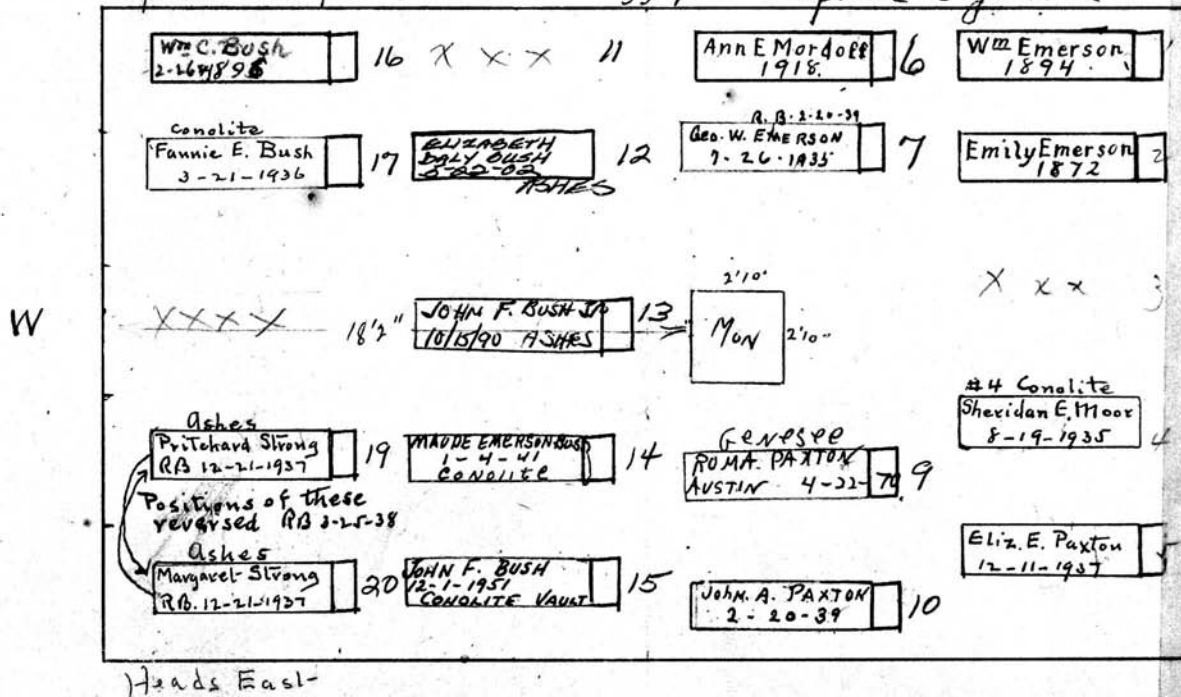 Wm C. Bush
2-26-1896
16
X X X
11
Ann E Mordoff
1918.
6
Wm Emerson
1894
Conolite
Fannie E. Bush
3-21-1936
17
ELIZABETH
DALY BUSH
5-22-02
ASHES
12
R. B. 2-20-39
Geo. W. EMERSON
7-26-1935
7
Emily Emerson
1872
2
W
XXXX
18'2"
JOHN F. BUSH JR
10/15/90 ASHES
13
2'10"
MON
2'10"
X X X
3
Ashes
Pritchard Strong
RB 12-21-1937
19
MAUDE EMERSON BUSH
1-4-41
CONOLITE
14
Genesee
ROMA. PAXTON
AUSTIN 4-22-70
9
#4 Conolite
Sheridan E. Moor
8-19-1935
4
Positions of these
reversed RB 3-25-38
Ashes
Margaret Strong
RB. 12-21-1937
20
JOHN F. BUSH
12-1-1951
CONOLITE VAULT
15
John. A. PAXTON
2-20-39
10
Eliz. E. Paxton
12-11-1937
Heads East